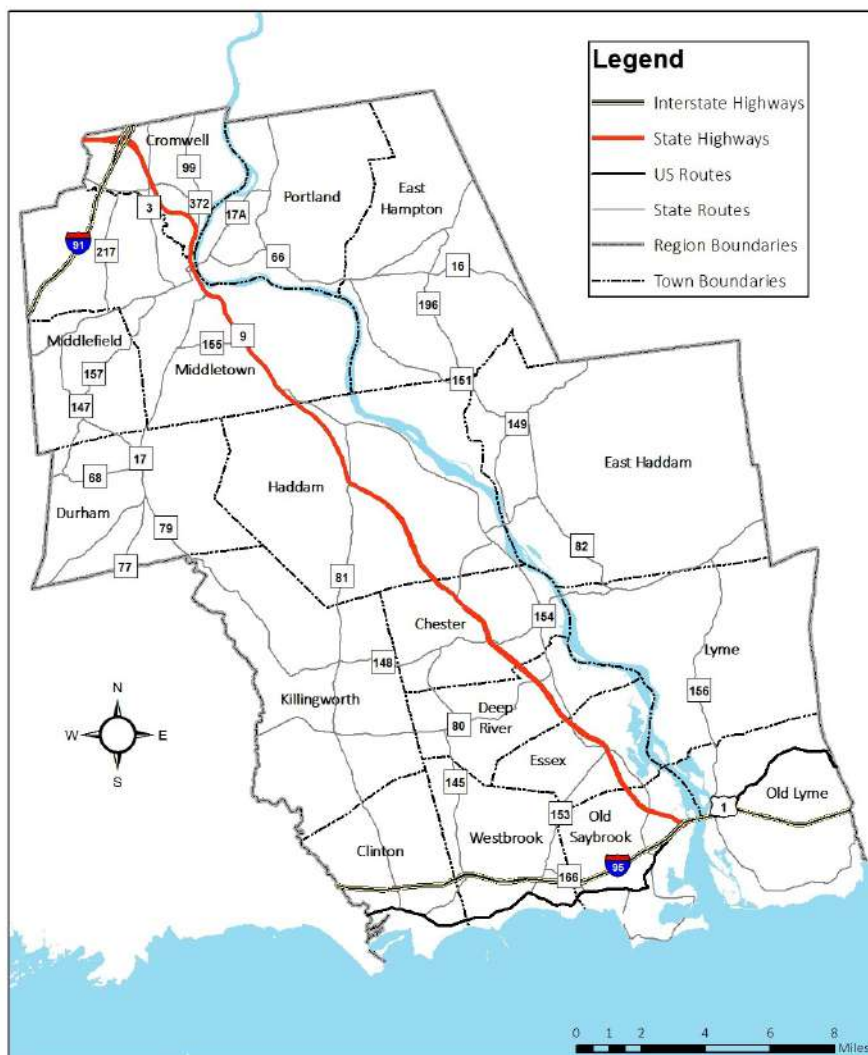 Legend
Interstate Highways
State Highways
US Routes
State Routes
Region Boundaries
Town Boundaries
Cromwell
99
Portland
East
Hampton
3
372
17A
91
217
66
16
196
Middlefield
155
9
157
Middletown
147
151
149
17
East Haddam
68
Haddam
Durham
79
82
77
81
154
Chester
Lyme
148
156
Killingworth
Deep
River
80
N
W
E
S
Essex
145
Old Lyme
1
153
Old
Saybrook
Westbrook
Clinton
95
166
0 1 2 4 6 8
Miles